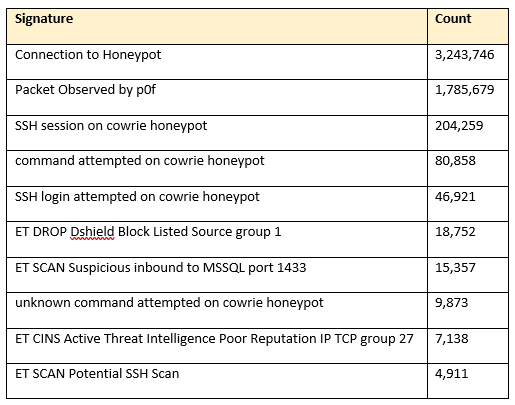 Signature Count
Connection to Honeypot 3,243,746
Packet Observed by p0f 1,785,679
SSH session on cowrie honeypot 204,259
command attempted on cowrie honeypot 80,858
SSH login attempted on cowrie honeypot 46,921
ET DROP Dshield Block Listed Source group 1 18,752
ET SCAN Suspicious inbound to MSSQL port 1433 15,357
unknown command attempted on cowrie honeypot 9,873
ET CINS Active Threat Intelligence Poor Reputation IP TCP group 27 7,138
ET SCAN Potential SSH Scan 4,911